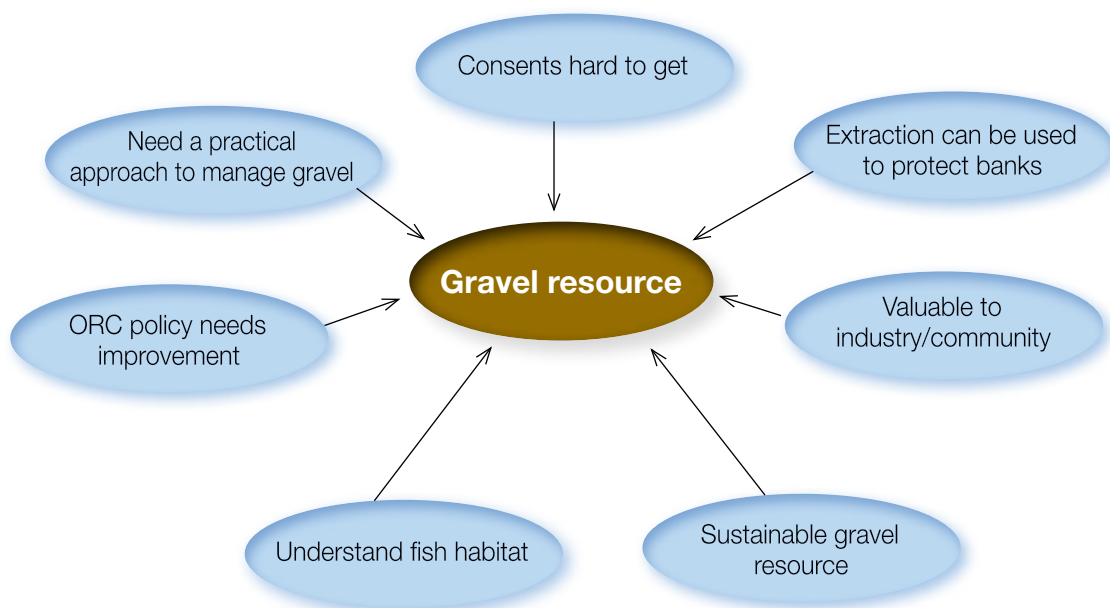 Consents hard to get
Need a practical
approach to manage gravel
Extraction can be used
to protect banks
Gravel resource
ORC policy needs
improvement
Valuable to
industry/community
Understand fish habitat
Sustainable gravel
resource